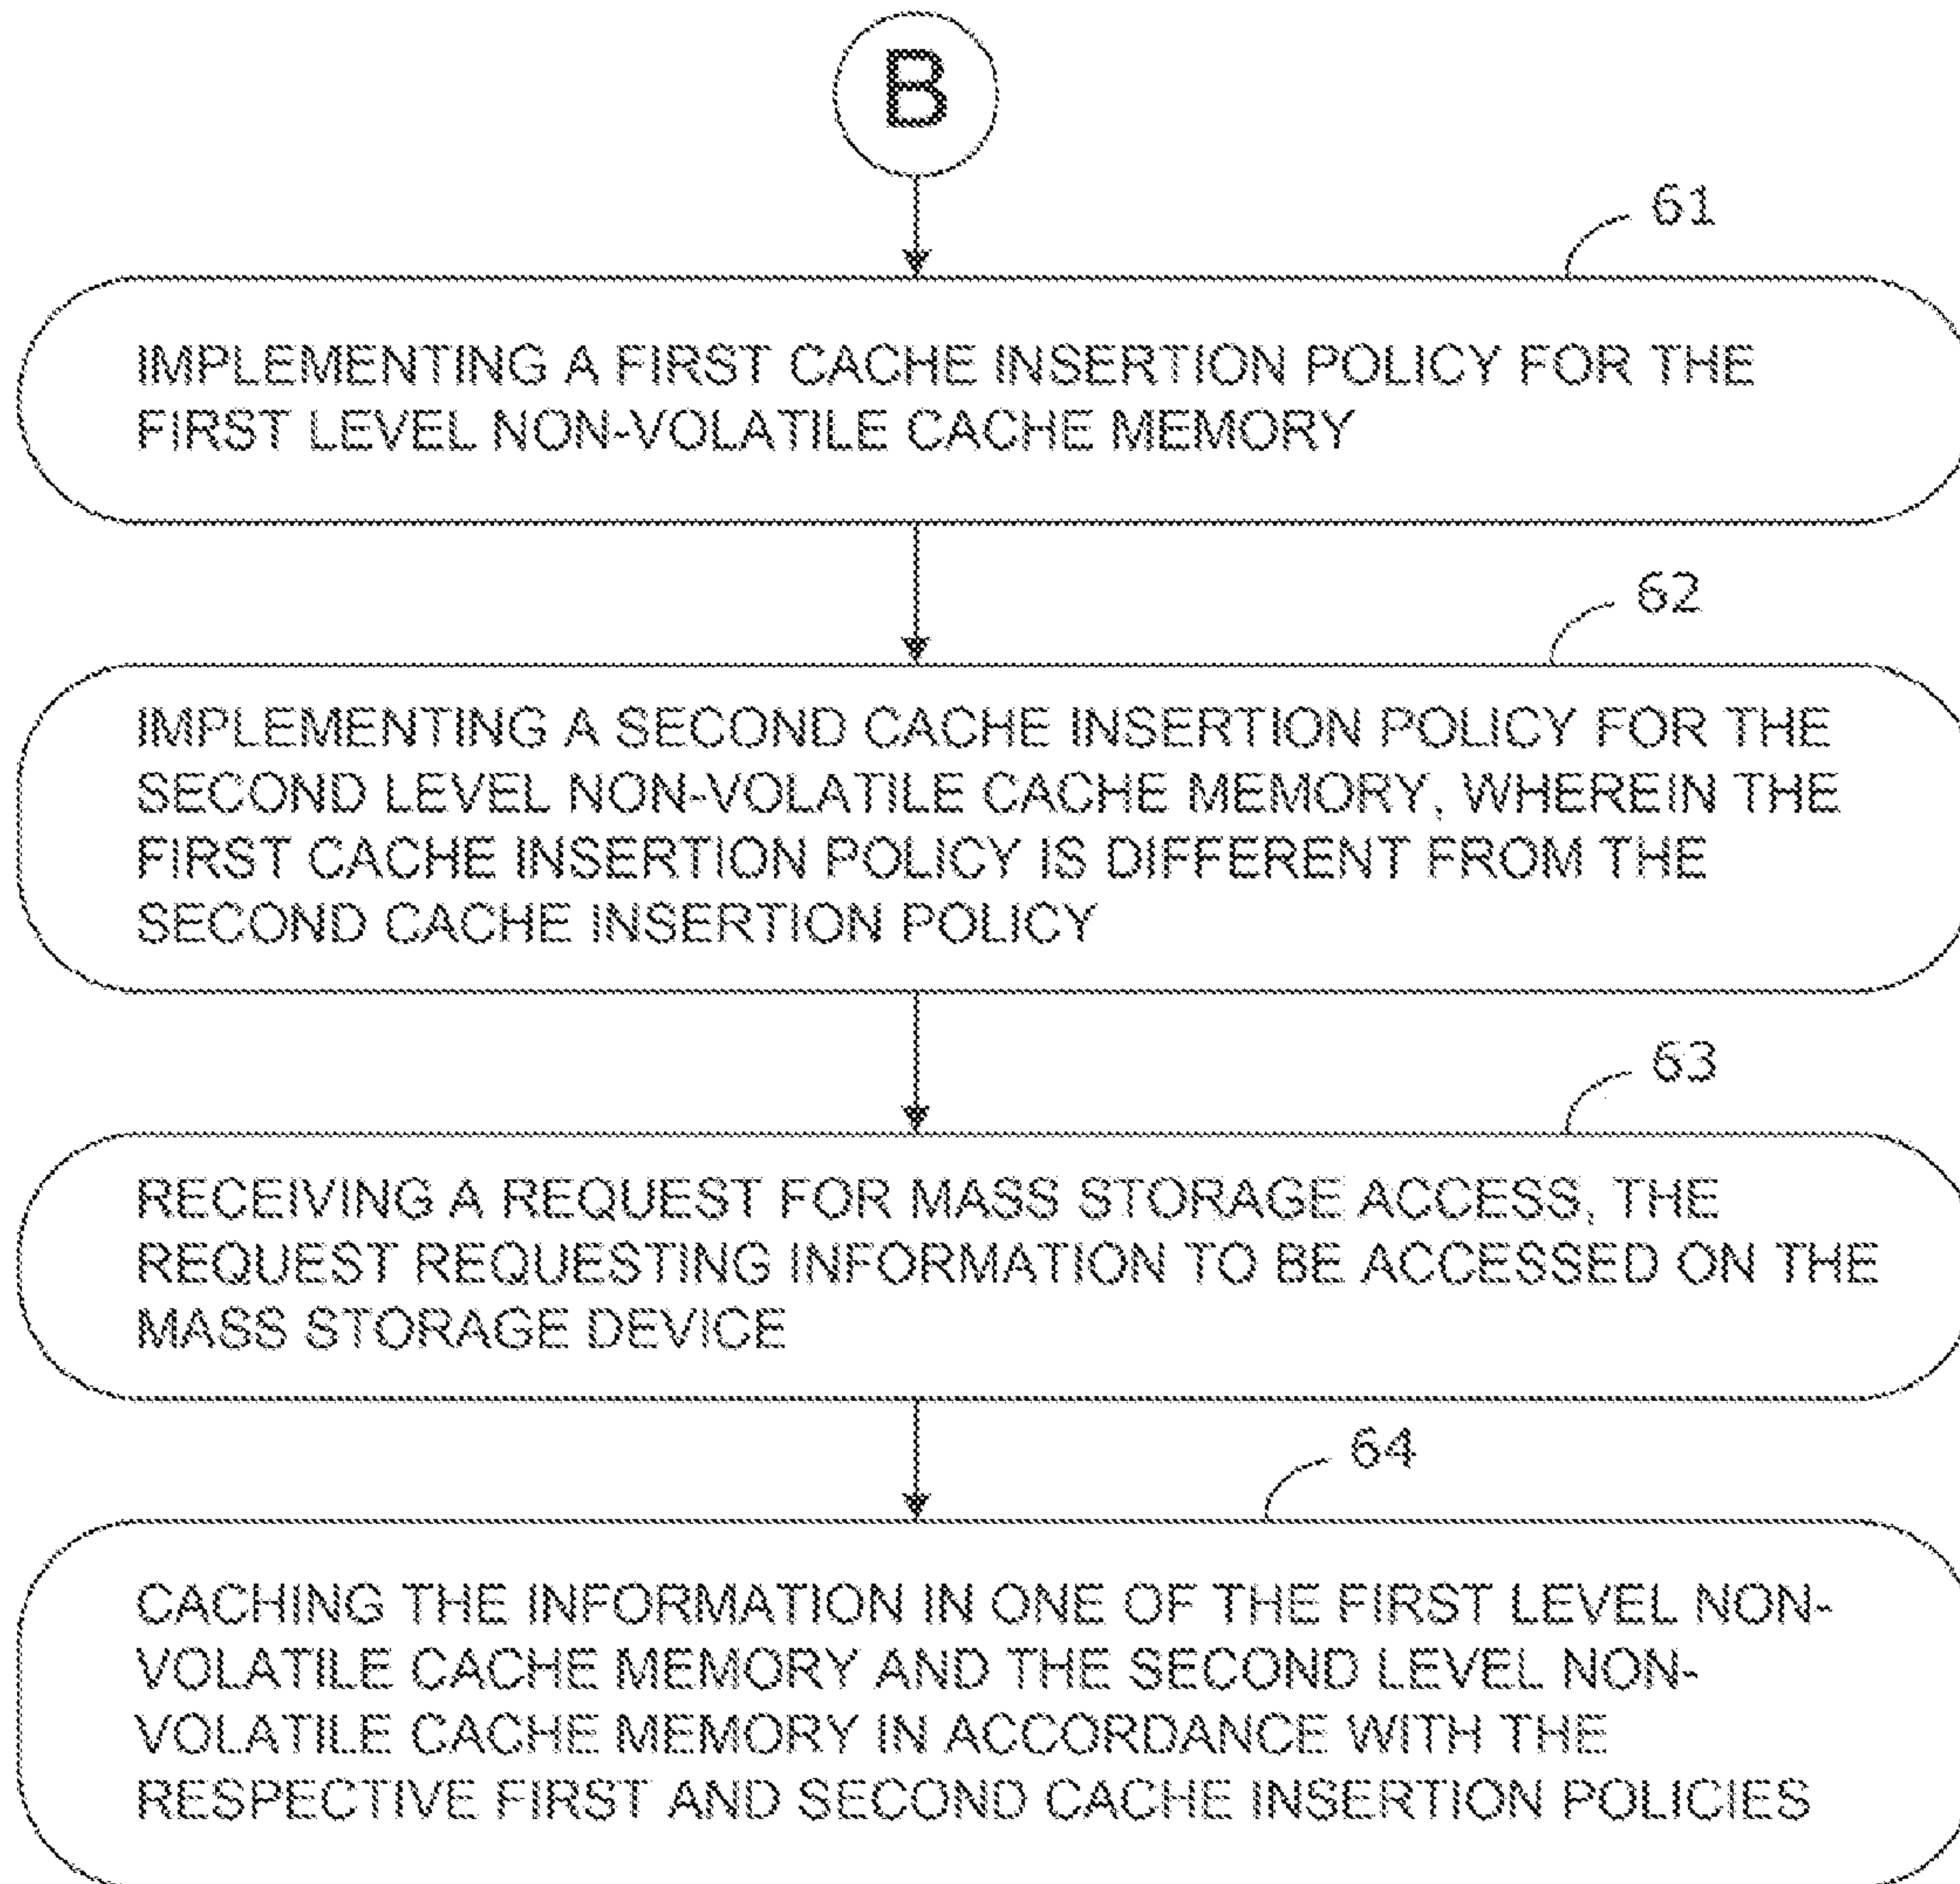 B
61
IMPLEMENTING A FIRST CACHE INSERTION POLICY FOR THE
FIRST LEVEL NON-VOLATILE CACHE MEMORY
62
IMPLEMENTING A SECOND CACHE INSERTION POLICY FOR THE
SECOND LEVEL NON-VOLATILE CACHE MEMORY, WHEREIN THE
FIRST CACHE INSERTION POLICY IS DIFFERENT FROM THE
SECOND CACHE INSERTION POLICY
63
RECEIVING A REQUEST FOR MASS STORAGE ACCESS, THE
REQUEST REQUESTING INFORMATION TO BE ACCESSED ON THE
MASS STORAGE DEVICE
64
CACHING THE INFORMATION IN ONE OF THE FIRST LEVEL NON-
VOLATILE CACHE MEMORY AND THE SECOND LEVEL NON-
VOLATILE CACHE MEMORY IN ACCORDANCE WITH THE
RESPECTIVE FIRST AND SECOND CACHE INSERTION POLICIES